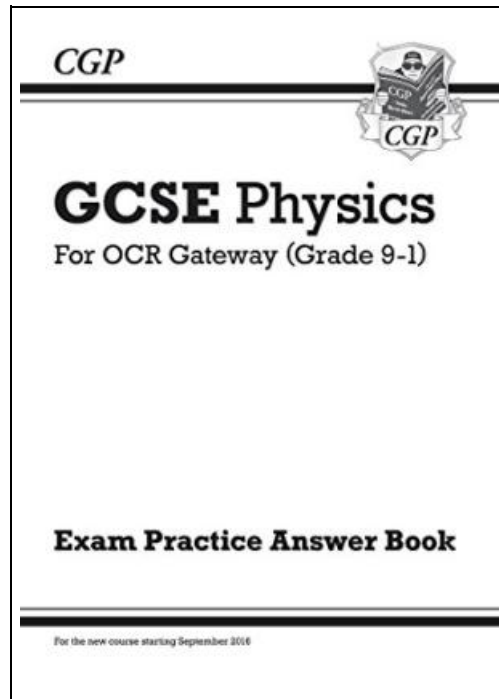 CGP
CGP
CGP
GCSE Physics
For OCR Gateway (Grade 9-1)
Exam Practice Answer Book
For the new course starting September 2016